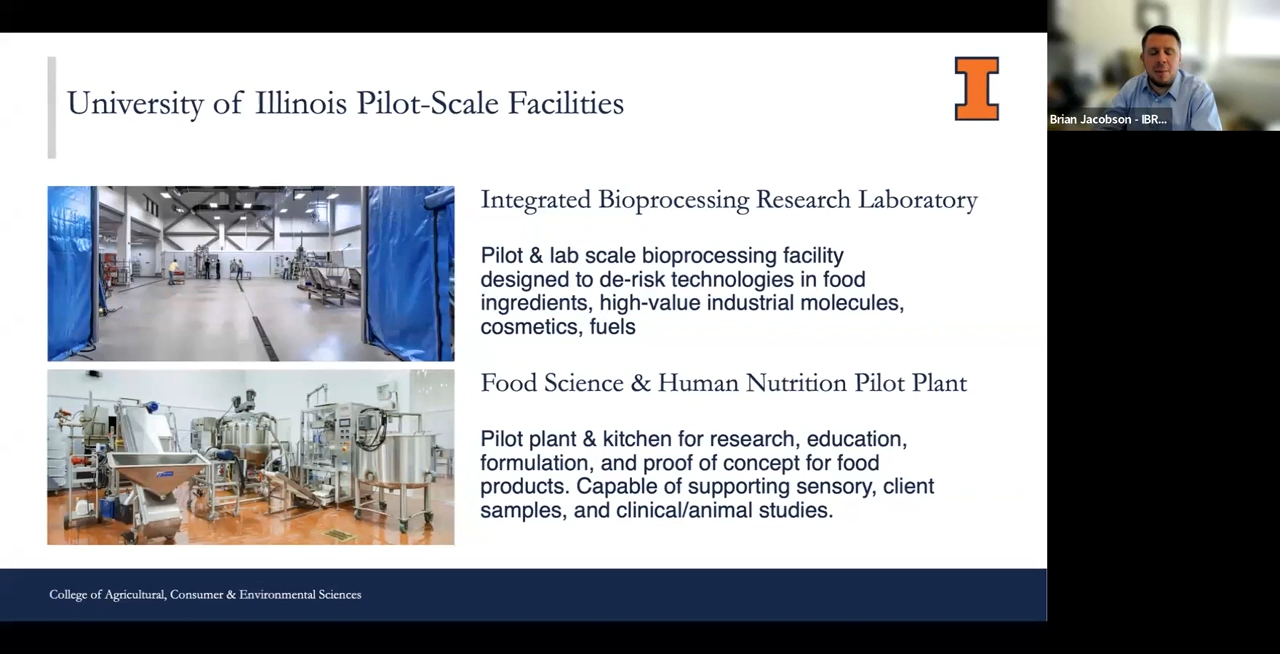 University of Illinois Pilot-Scale Facilities
Brian Jacobson - IBR...
Integrated Bioprocessing Research Laboratory
Pilot & lab scale bioprocessing facility
designed to de-risk technologies in food
ingredients, high-value industrial molecules,
cosmetics, fuels
Food Science & Human Nutrition Pilot Plant
Pilot plant & kitchen for research, education,
formulation, and proof of concept for food
products. Capable of supporting sensory, client
samples, and clinical/animal studies.
College of Agricultural, Consumer & Environmental Sciences